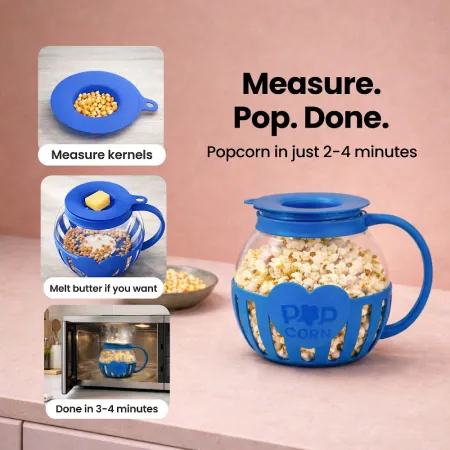 Measure.
Pop. Done.
Popcorn in just 2-4 minutes
Measure kernels
Melt butter if you want
Done in 3-4 minutes
POP
CORN